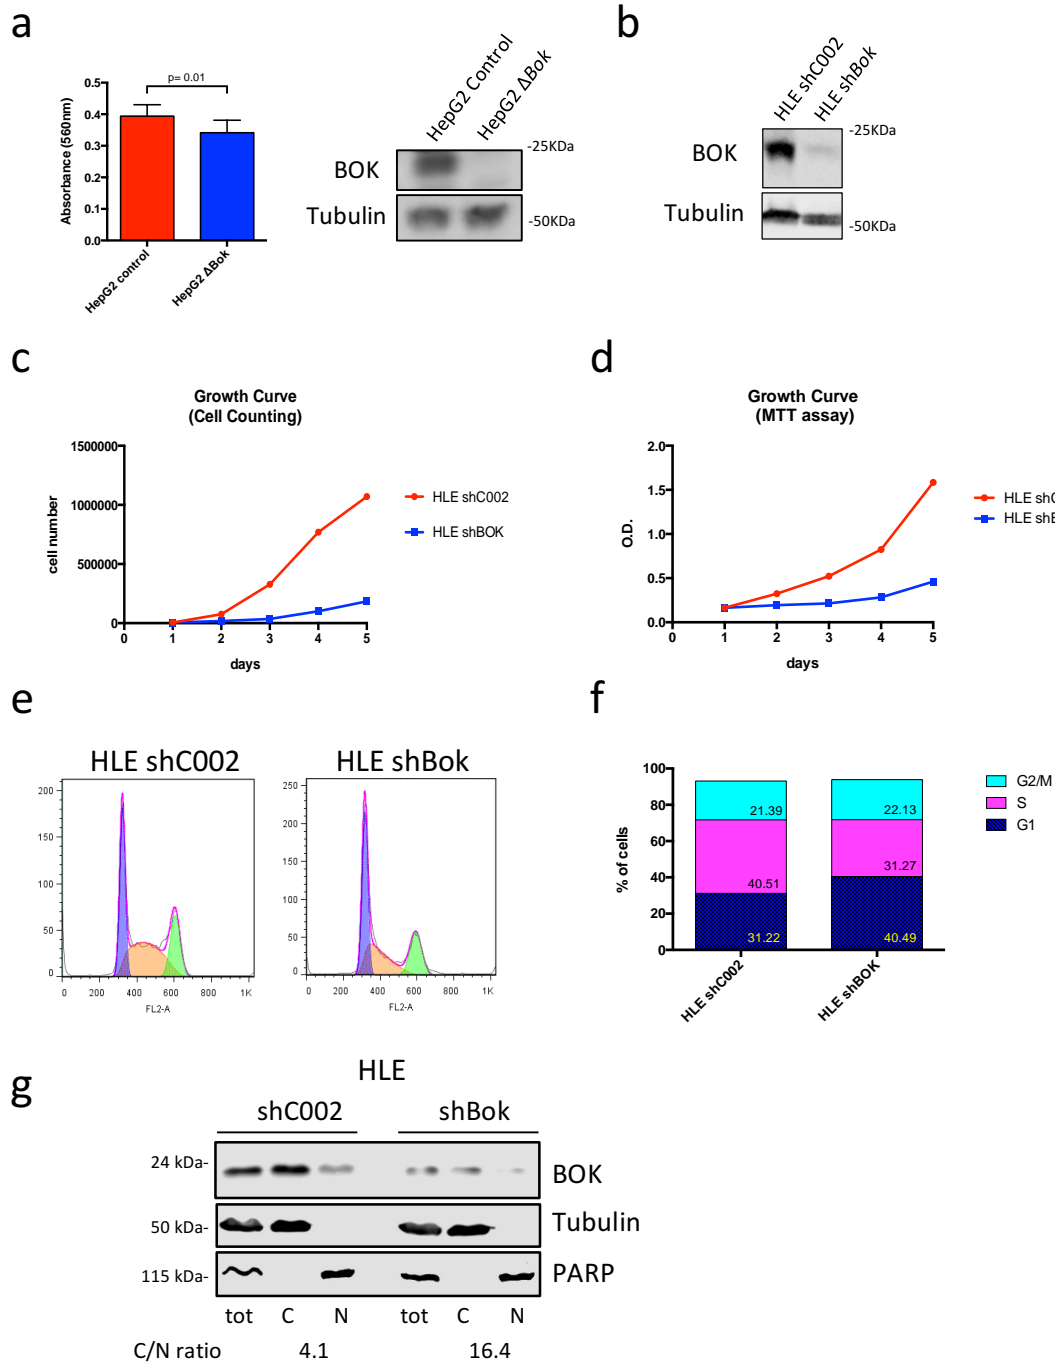 a
p= 0.01
Absorbance (560nm)
0.5
0.4
0.3
0.2
0.1
0.0
HepG2 control
HepG2 ΔBok
HepG2 Control
HepG2 ΔBok
BOK
-25KDa
Tubulin
-50KDa
b
HLE shC002
HLE shBok
BOK
-25KDa
Tubulin
-50KDa
c
Growth Curve
(Cell Counting)
cell number
1500000
1000000
500000
0
0 1 2 3 4 5
days
HLE shC002
HLE shBOK
d
Growth Curve
(MTT assay)
O.D.
2.0
1.5
1.0
0.5
0.0
0 1 2 3 4 5
days
HLE shC
HLE shB
e
HLE shC002
200
150
100
50
0
0 200 400 600 800 1K
FL2-A
HLE shBok
250
200
150
100
50
0
0 200 400 600 800 1K
FL2-A
f
% of cells
100
80
60
40
20
0
21.39
40.51
31.22
22.13
31.27
40.49
HLE shC002
HLE shBOK
G2/M
S
G1
g
HLE
shC002 shBok
24 kDa- BOK
50 kDa- Tubulin
115 kDa- PARP
tot C N tot C N
C/N ratio 4.1 16.4